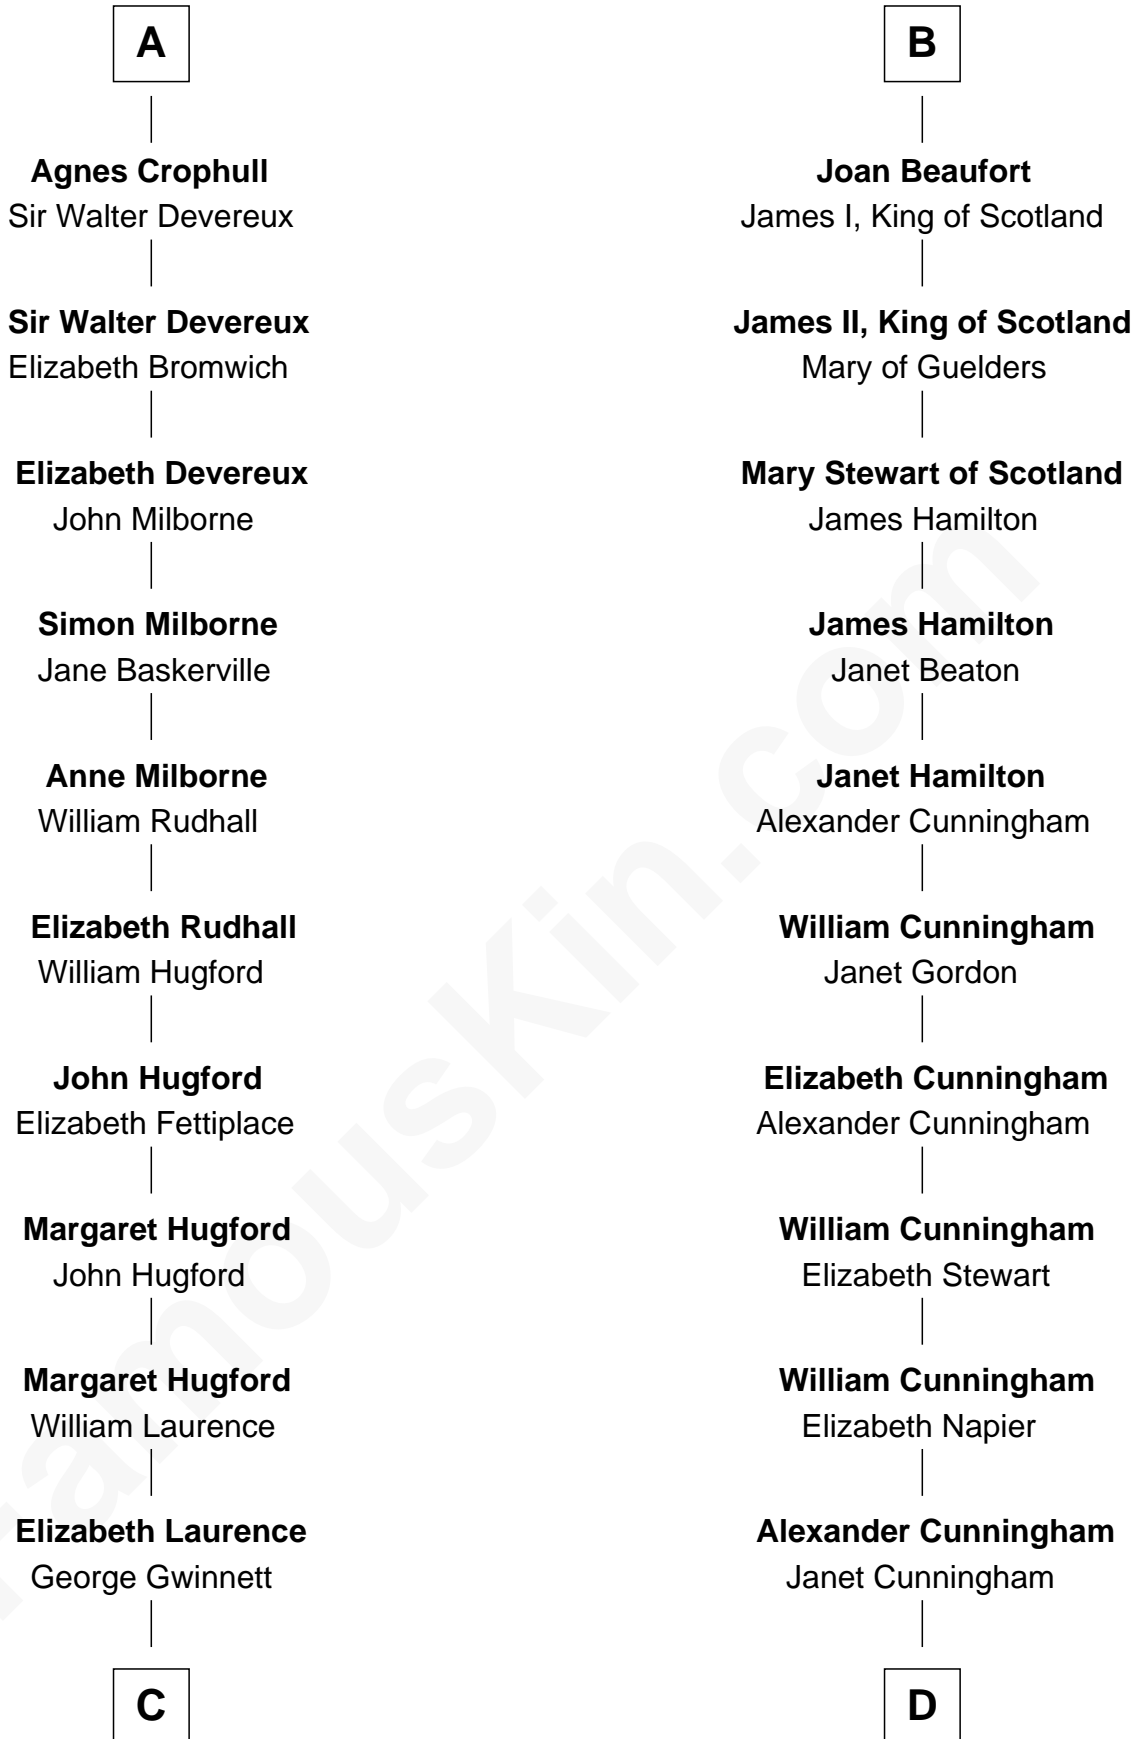 A
Agnes Crophull
Sir Walter Devereux
Sir Walter Devereux
Elizabeth Bromwich
Elizabeth Devereux
John Milborne
Simon Milborne
Jane Baskerville
Anne Milborne
William Rudhall
Elizabeth Rudhall
William Hugford
John Hugford
Elizabeth Fettiplace
Margaret Hugford
John Hugford
Margaret Hugford
William Laurence
Elizabeth Laurence
George Gwinnett
C
B
Joan Beaufort
James I, King of Scotland
James II, King of Scotland
Mary of Guelders
Mary Stewart of Scotland
James Hamilton
James Hamilton
Janet Beaton
Janet Hamilton
Alexander Cunningham
William Cunningham
Janet Gordon
Elizabeth Cunningham
Alexander Cunningham
William Cunningham
Elizabeth Stewart
William Cunningham
Elizabeth Napier
Alexander Cunningham
Janet Cunningham
D
FamousKin.com